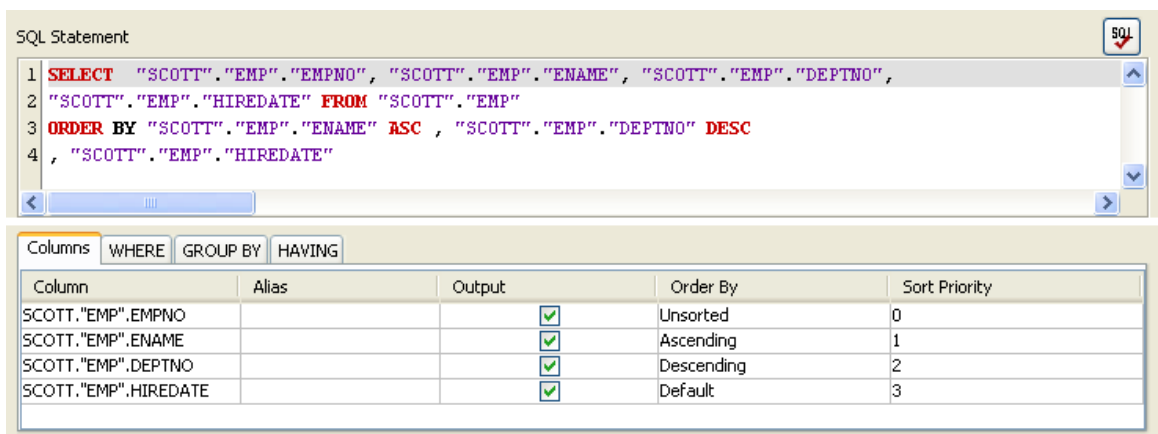 SQL Statement
SQL
1 SELECT "SCOTT"."EMP"."EMPNO", "SCOTT"."EMP"."ENAME", "SCOTT"."EMP"."DEPTNO",
2 "SCOTT"."EMP"."HIREDATE" FROM "SCOTT"."EMP"
3 ORDER BY "SCOTT"."EMP"."ENAME" ASC , "SCOTT"."EMP"."DEPTNO" DESC
4 , "SCOTT"."EMP"."HIREDATE"
Columns WHERE GROUP BY HAVING
Column Alias Output Order By Sort Priority
SCOTT."EMP".EMPNO Unsorted 0
SCOTT."EMP".ENAME Ascending 1
SCOTT."EMP".DEPTNO Descending 2
SCOTT."EMP".HIREDATE Default 3